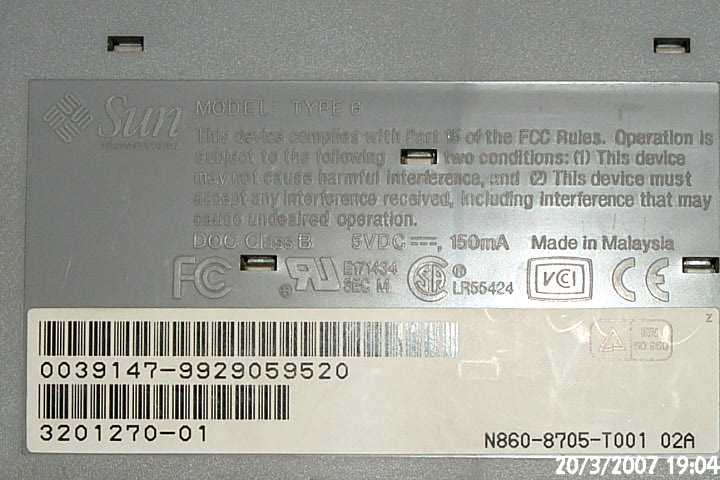 Sun MODEL: TYPE 6
microsystems
This device complies with Part 15 of the FCC Rules. Operation is
subject to the following two conditions: (1) This device
may not cause harmful interference, and (2) This device must
accept any interference received, including interference that may
cause undesired operation.
DOC Class B 5VDC ⎓, 150mA Made in Malaysia
FC ® RU E171434 SEC M SA ® LR55424 VCI CE
Z
0039147-9929059520
3201270-01
N860-8705-T001 02A
20/3/2007 19:04